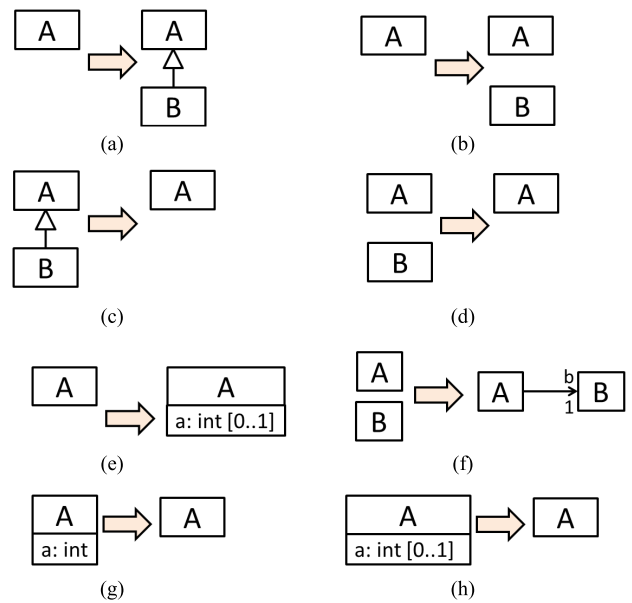 A A
B
(a)
A A
B
(b)
A A
B
(c)
A A
B
(d)
A A
a: int [0..1]
(e)
A
B
A b B
1
(f)
A A
a: int
(g)
A A
a: int [0..1]
(h)